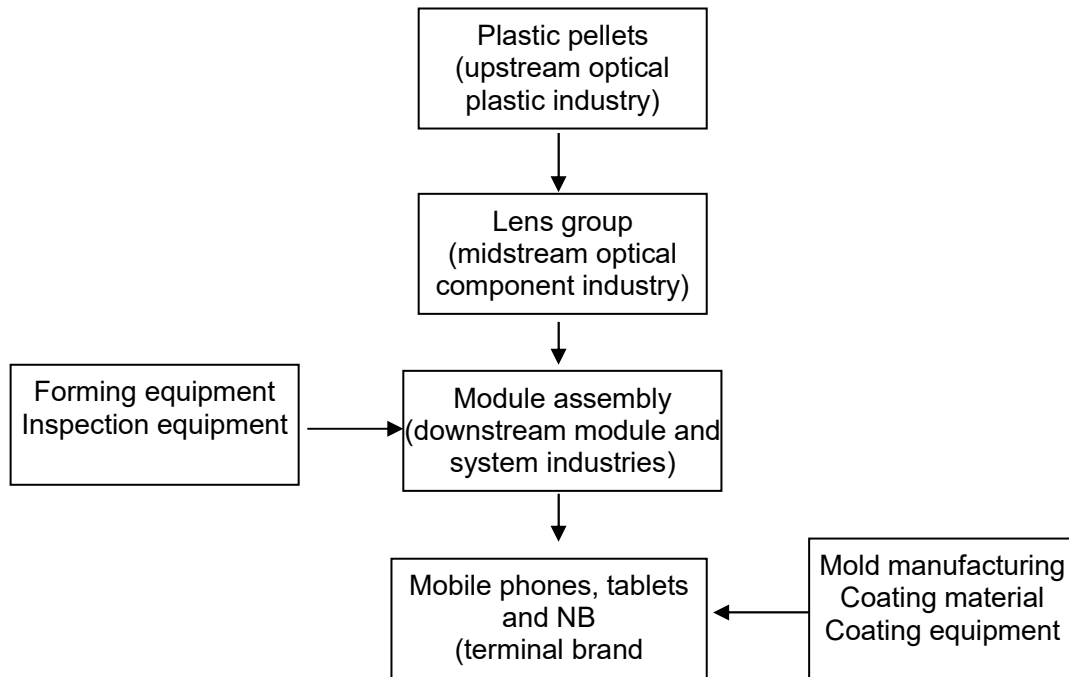 Plastic pellets
(upstream optical
plastic industry)
Lens group
(midstream optical
component industry)
Forming equipment
Inspection equipment
Module assembly
(downstream module and
system industries)
Mobile phones, tablets
and NB
(terminal brand
Mold manufacturing
Coating material
Coating equipment